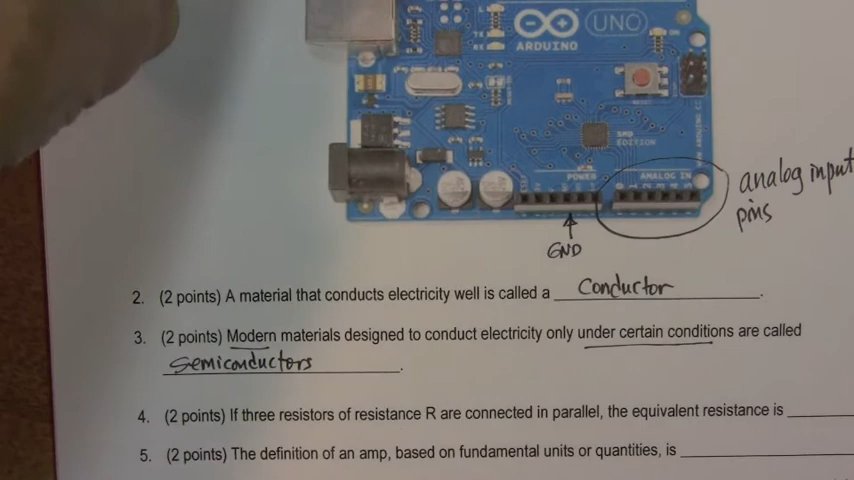 UNO
ARDUINO
ON
SMD
EDITION
POWER
ANALOG IN
analog input
pins
GND
2. (2 points) A material that conducts electricity well is called a conductor.
3. (2 points) Modern materials designed to conduct electricity only under certain conditions are called
semiconductors.
4. (2 points) If three resistors of resistance R are connected in parallel, the equivalent resistance is
5. (2 points) The definition of an amp, based on fundamental units or quantities, is